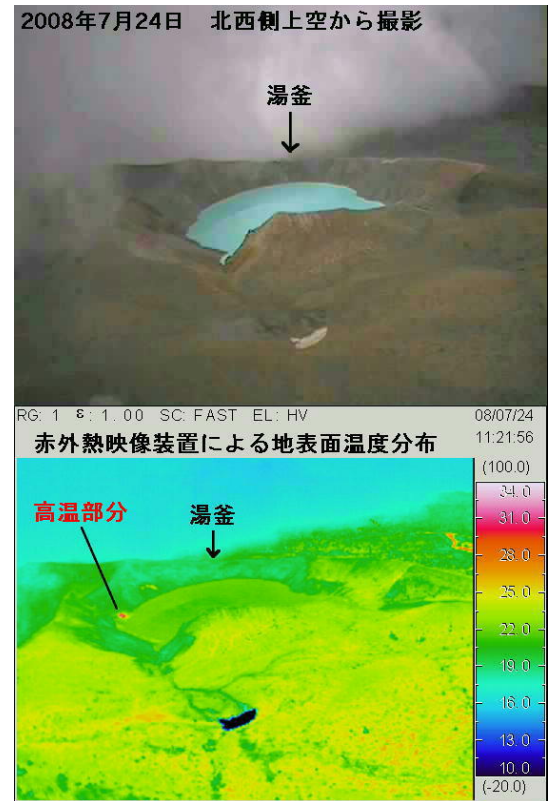 2008年7月24日 北西側上空から撮影
湯釜
RG: 1 ε: 1.00 SC: FAST EL: HV 08/07/24
赤外熱映像装置による地表面温度分布 11:21:56
(100.0)
高温部分
湯釜
34.0
31.0
28.0
25.0
22.0
19.0
16.0
13.0
10.0
(-20.0)